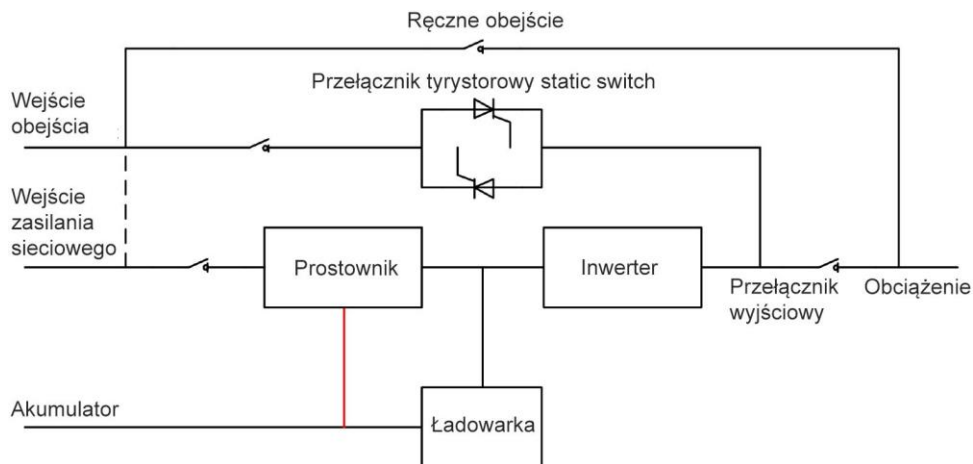 Ręczne obejście
Przełącznik tyrystorowy static switch
Wejście
obejścia
Wejście
zasilania
sieciowego
Prostownik
Inwerter
Przełącznik
wyjściowy
Obciążenie
Akumulator
Ładowarka